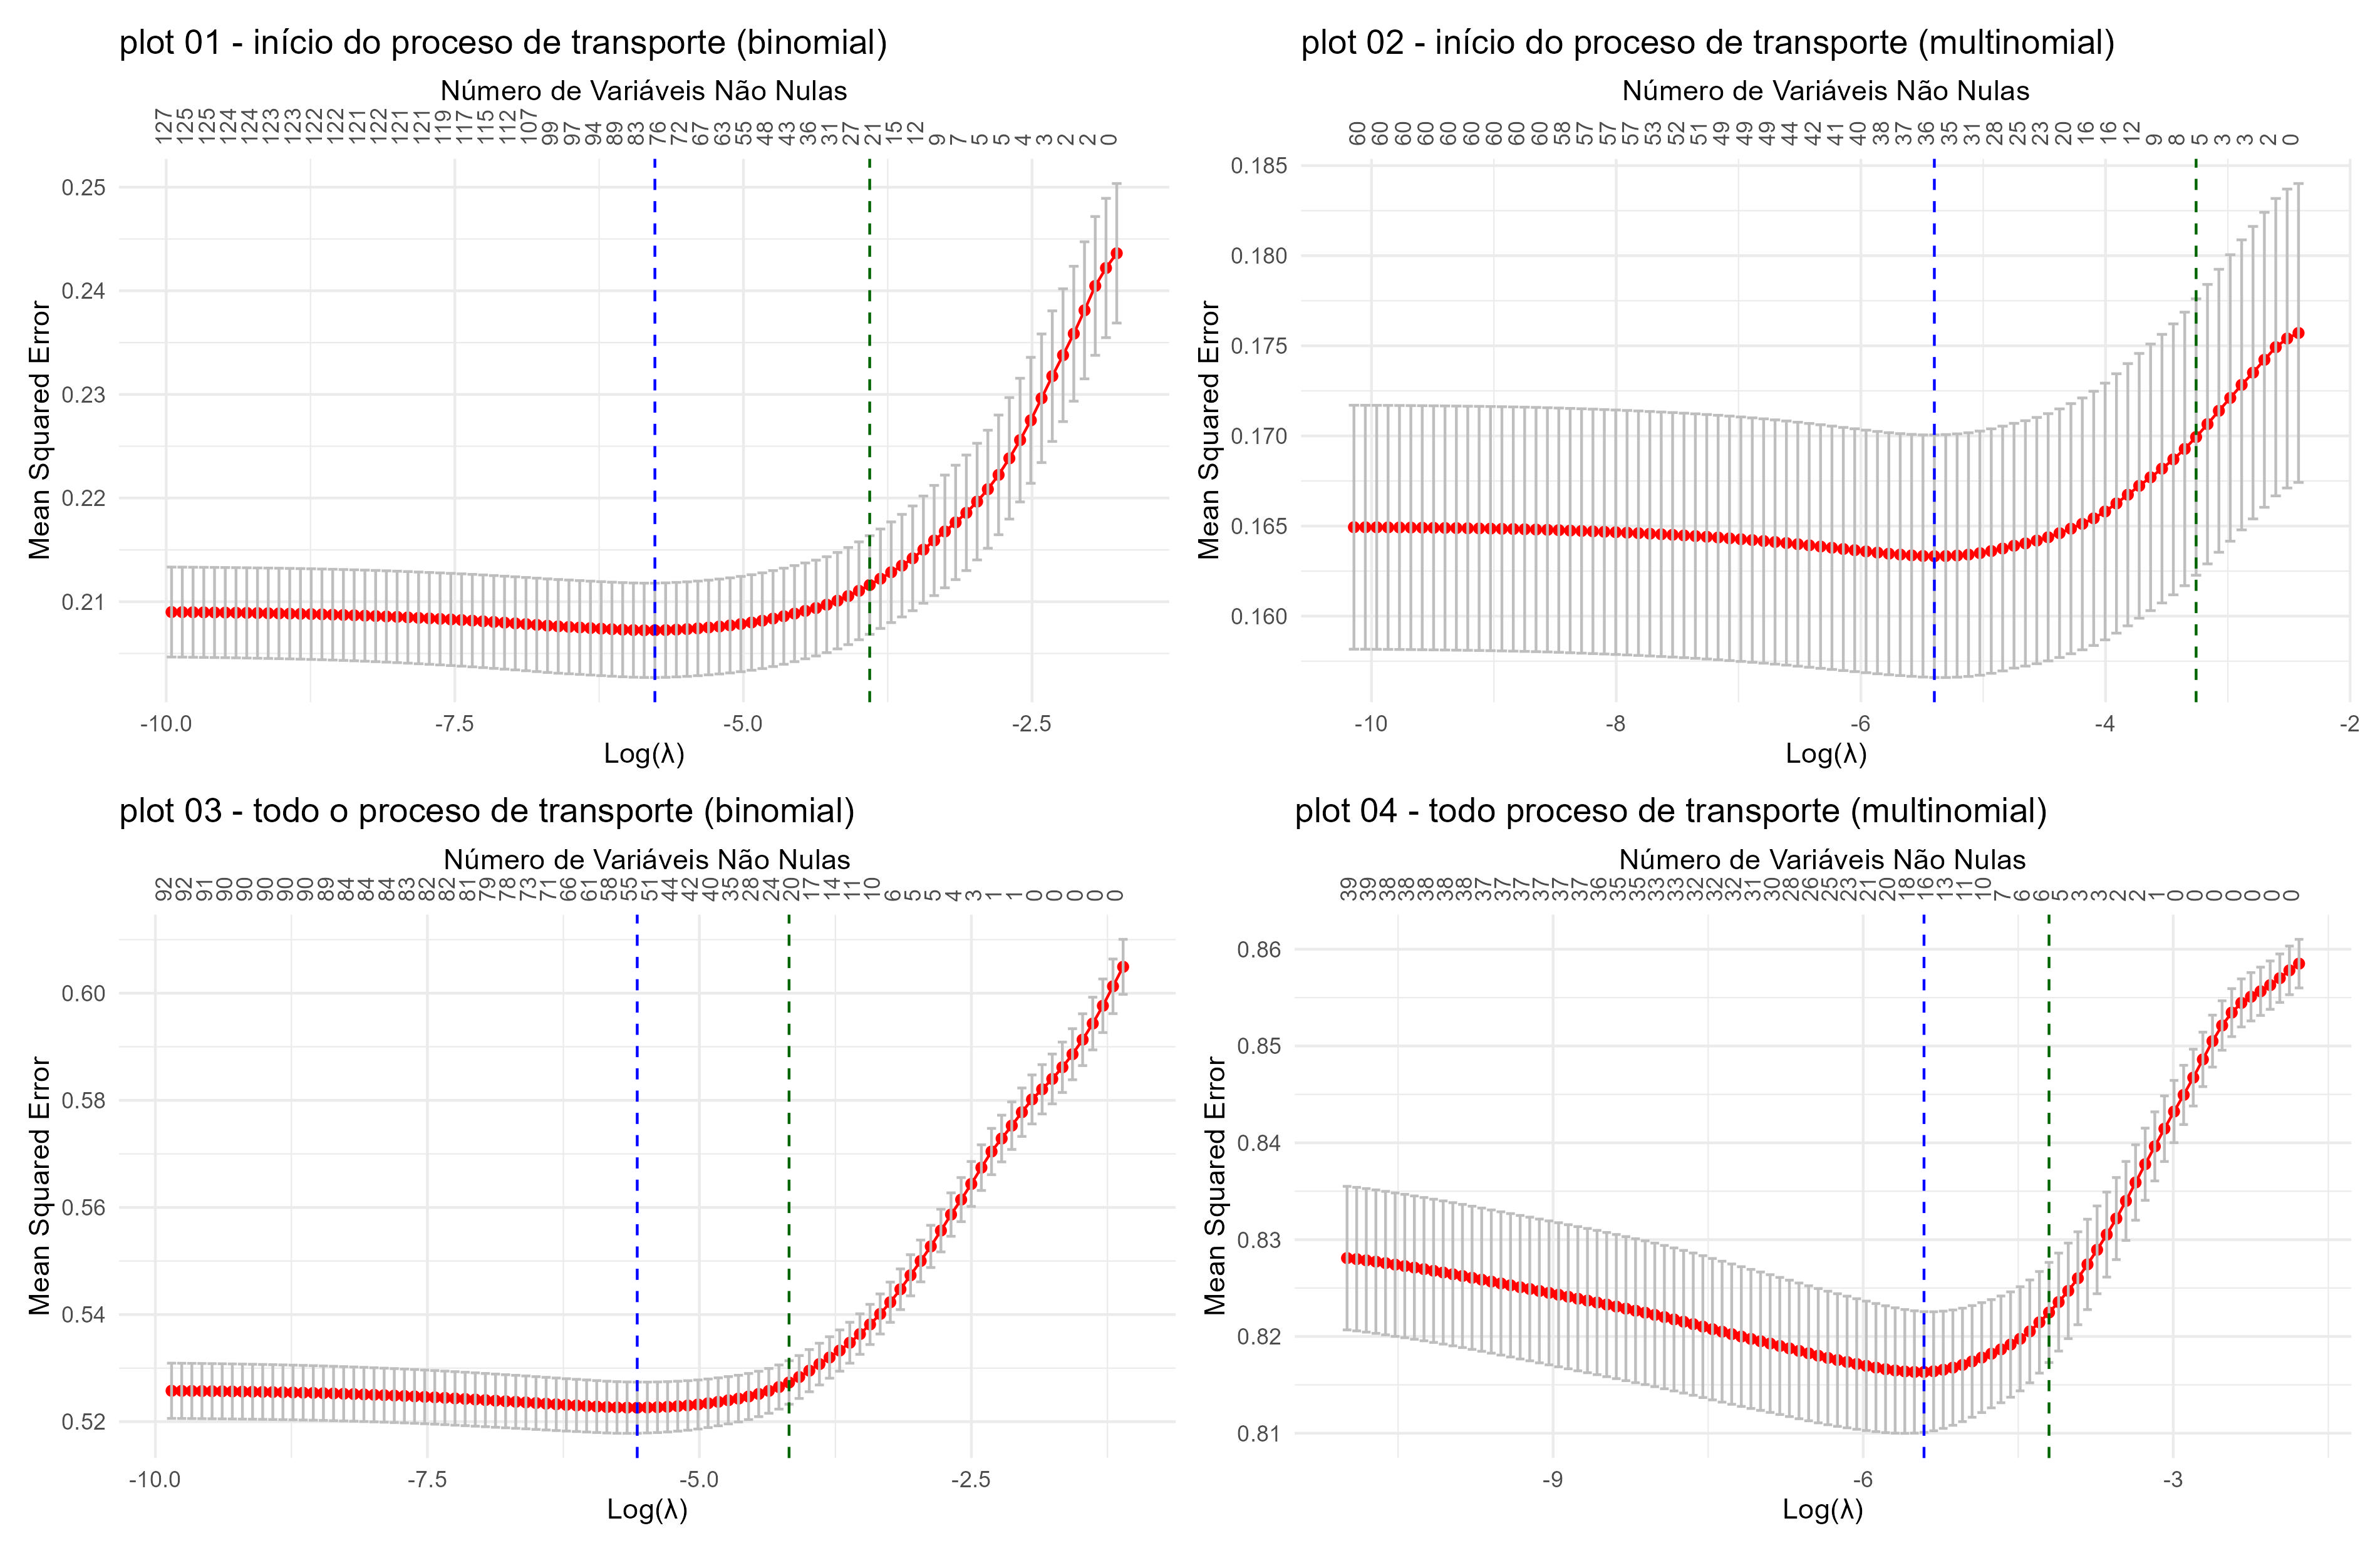 plot 01 - início do proceso de transporte (binomial)
Número de Variáveis Não Nulas
127 125 125 124 124 123 123 122 122 121 122 121 121 119 117 115 112 107 99 97 94 89 83 76 72 67 63 55 48 43 36 31 27 21 15 12 9 7 5 5 4 3 2 2 0
0.25
0.24
0.23
0.22
0.21
Mean Squared Error
-10.0 -7.5 -5.0 -2.5
Log(λ)
plot 02 - início do proceso de transporte (multinomial)
Número de Variáveis Não Nulas
60 60 60 60 60 60 60 60 60 58 57 57 57 53 52 51 49 49 49 44 42 41 40 38 37 36 35 31 28 25 23 20 16 16 12 9 8 5 3 3 2 0
0.185
0.180
0.175
0.170
0.165
0.160
Mean Squared Error
-10 -8 -6 -4 -2
Log(λ)
plot 03 - todo o proceso de transporte (binomial)
Número de Variáveis Não Nulas
92 92 91 90 90 90 90 90 89 84 84 84 83 82 82 81 79 78 73 71 66 61 58 55 51 44 42 40 35 28 24 20 17 14 11 10 6 5 5 4 3 1 1 0 0 0 0 0
0.60
0.58
0.56
0.54
0.52
Mean Squared Error
-10.0 -7.5 -5.0 -2.5
Log(λ)
plot 04 - todo proceso de transporte (multinomial)
Número de Variáveis Não Nulas
39 39 38 38 38 38 38 37 37 37 37 37 37 36 35 35 33 33 32 32 32 31 30 28 26 25 23 21 20 18 16 13 11 10 7 6 6 5 3 3 2 2 1 0 0 0 0 0 0 0
0.86
0.85
0.84
0.83
0.82
0.81
Mean Squared Error
-9 -6 -3
Log(λ)